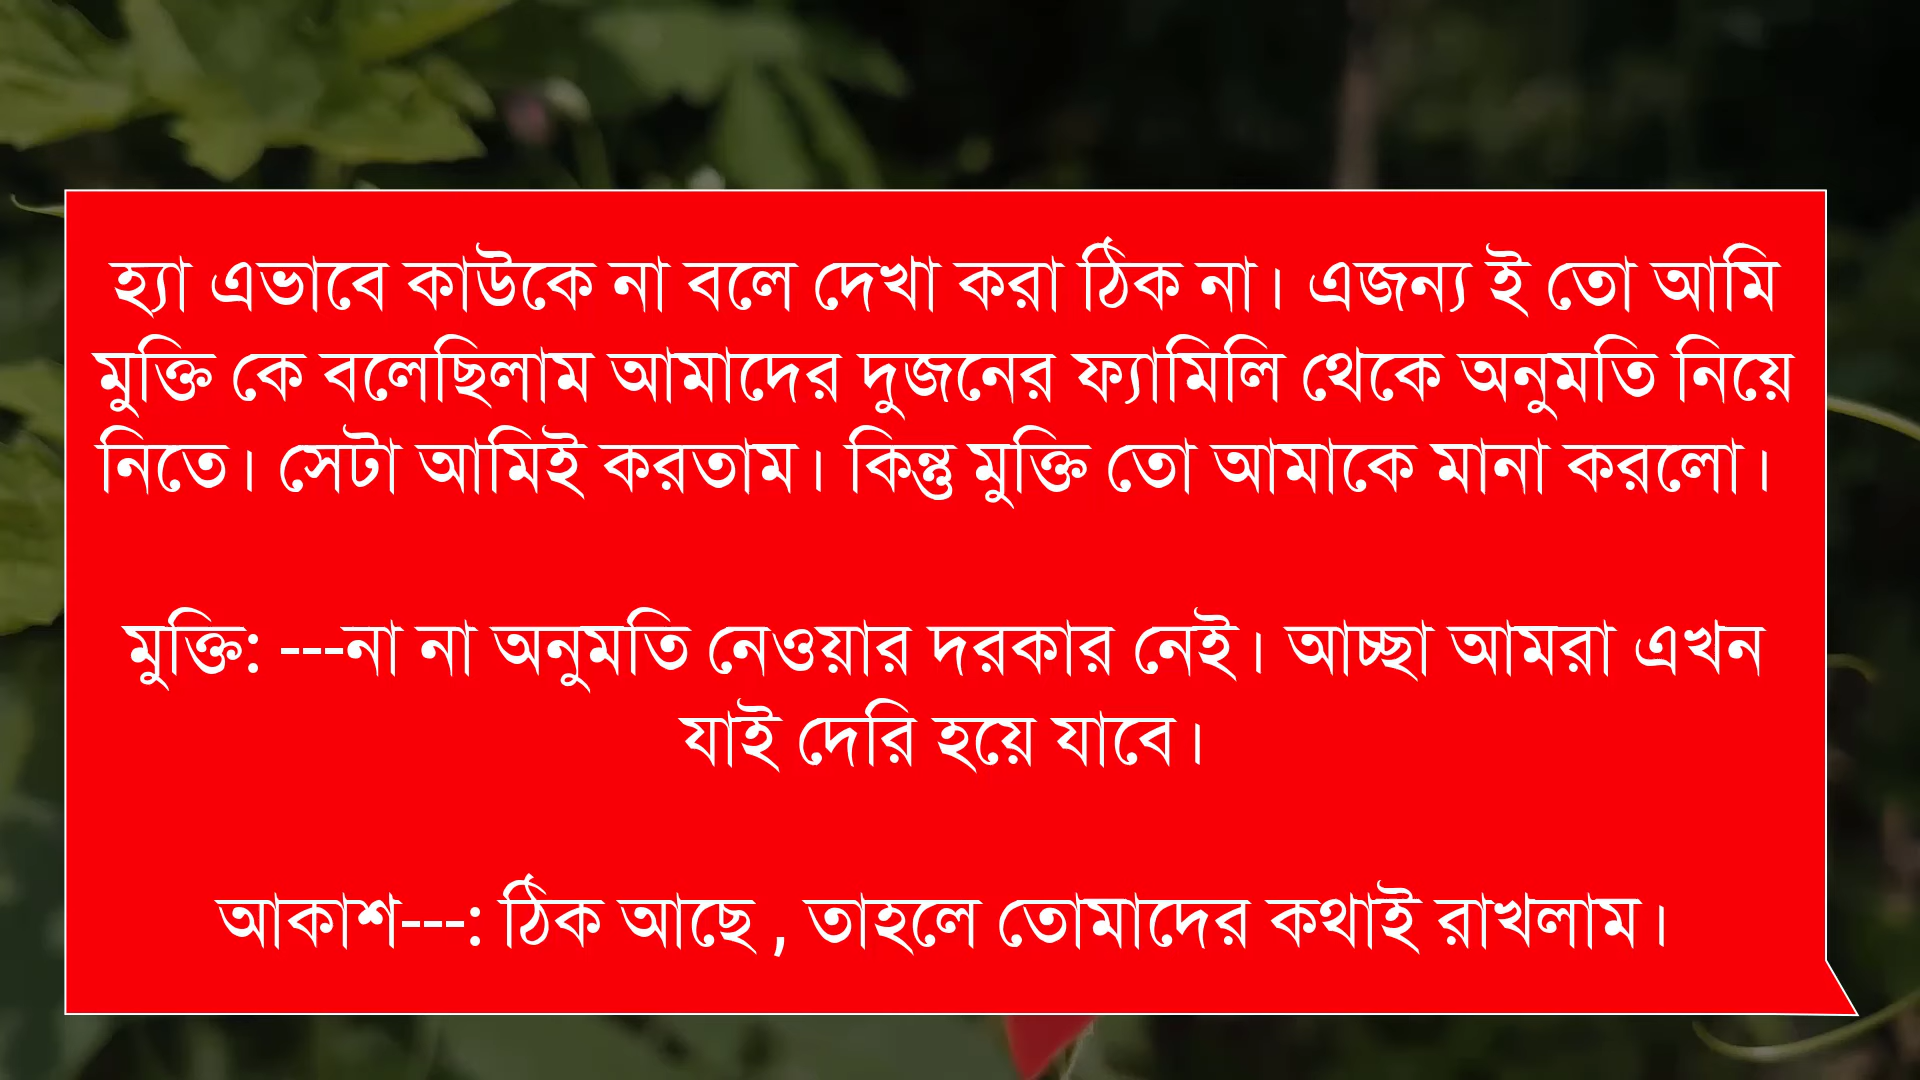 হ্যা এভাবে কাউকে না বলে দেখা করা ঠিক না। এজন্য ই তো আমি
মুক্তি কে বলেছিলাম আমাদের দুজনের ফ্যামিলি থেকে অনুমতি নিয়ে
নিতে। সেটা আমিই করতাম। কিন্তু মুক্তি তো আমাকে মানা করলো।
মুক্তি: ---না না অনুমতি নেওয়ার দরকার নেই। আচ্ছা আমরা এখন
যাই দেরি হয়ে যাবে।
আকাশ---: ঠিক আছে , তাহলে তোমাদের কথাই রাখলাম।